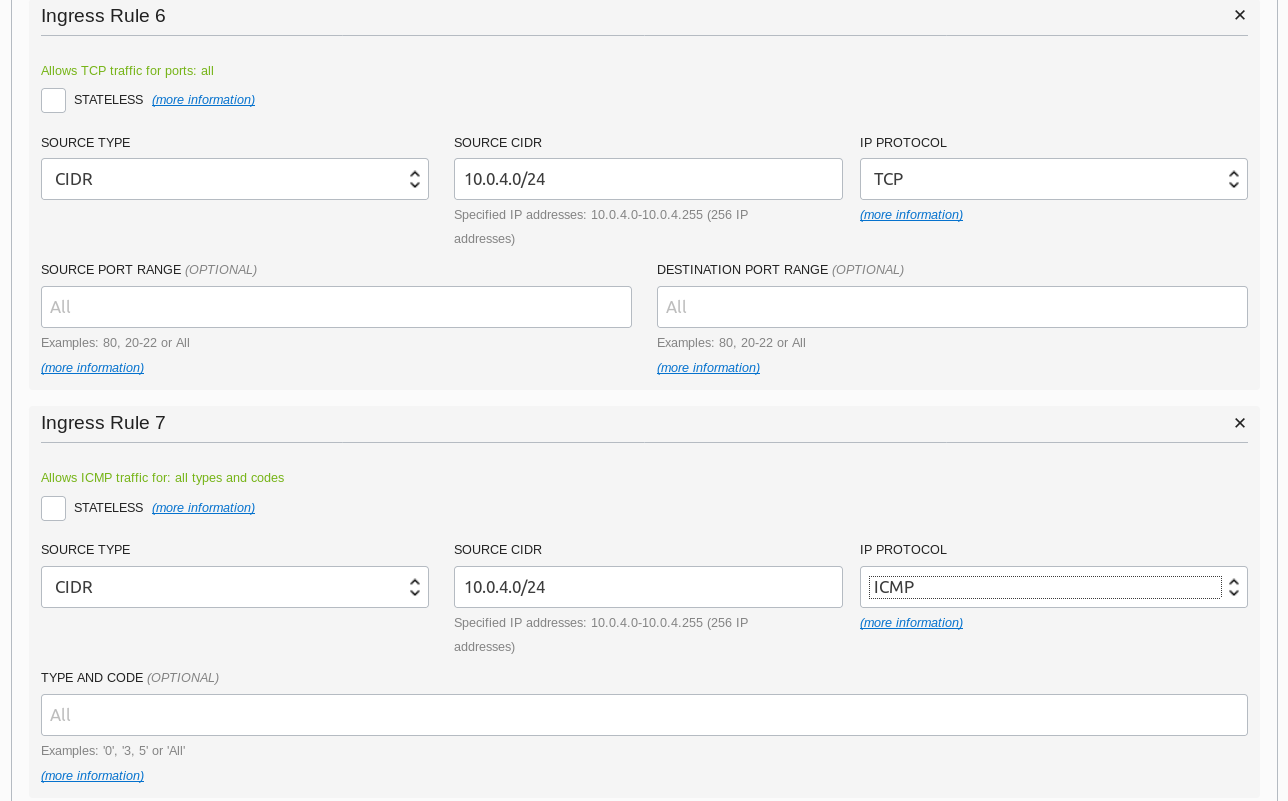 Ingress Rule 6 ✕
Allows TCP traffic for ports: all
STATELESS (more information)
SOURCE TYPE SOURCE CIDR IP PROTOCOL
CIDR 10.0.4.0/24 TCP
Specified IP addresses: 10.0.4.0-10.0.4.255 (256 IP (more information)
addresses)
SOURCE PORT RANGE (OPTIONAL) DESTINATION PORT RANGE (OPTIONAL)
All All
Examples: 80, 20-22 or All Examples: 80, 20-22 or All
(more information) (more information)
Ingress Rule 7 ✕
Allows ICMP traffic for: all types and codes
STATELESS (more information)
SOURCE TYPE SOURCE CIDR IP PROTOCOL
CIDR 10.0.4.0/24 ICMP
Specified IP addresses: 10.0.4.0-10.0.4.255 (256 IP (more information)
addresses)
TYPE AND CODE (OPTIONAL)
All
Examples: '0', '3, 5' or 'All'
(more information)